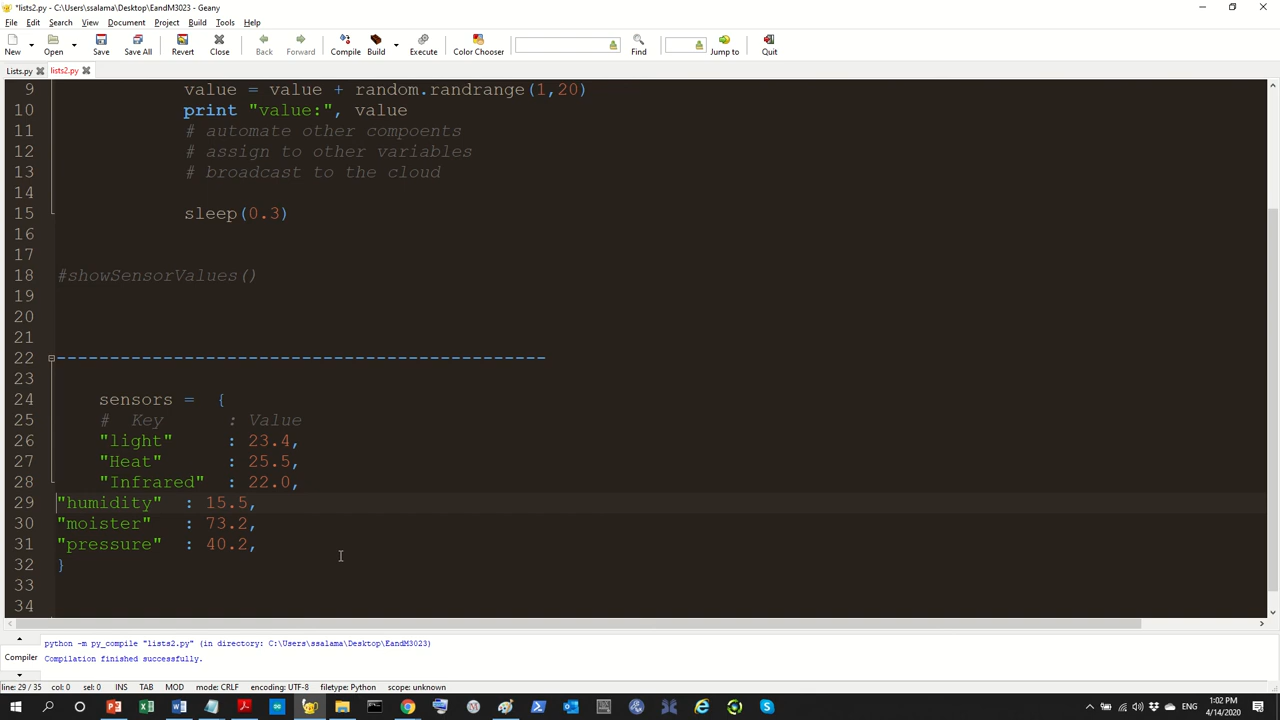 *lists2.py - C:\Users\ssalama\Desktop\EandM3023 - Geany
File Edit Search View Document Project Build Tools Help
New Open Save Save All Revert Close Back Forward Compile Build Execute Color Chooser Find Jump to Quit
Lists.py lists2.py
9 value = value + random.randrange(1,20)
10 print "value:", value
11 # automate other compoents
12 # assign to other variables
13 # broadcast to the cloud
14
15 sleep(0.3)
16
17
18 #showSensorValues()
19
20
21
22 ----------------------------------------------
23
24 sensors = {
25 # Key : Value
26 "light" : 23.4,
27 "Heat" : 25.5,
28 "Infrared" : 22.0,
29 "humidity" : 15.5,
30 "moister" : 73.2,
31 "pressure" : 40.2,
32 }
33
34
python -m py_compile "lists2.py" (in directory: C:\Users\ssalama\Desktop\EandM3023)
Compiler Compilation finished successfully.
line: 29 / 35 col: 0 sel: 0 INS TAB MOD mode: CRLF encoding: UTF-8 filetype: Python scope: unknown
1:02 PM
4/14/2020